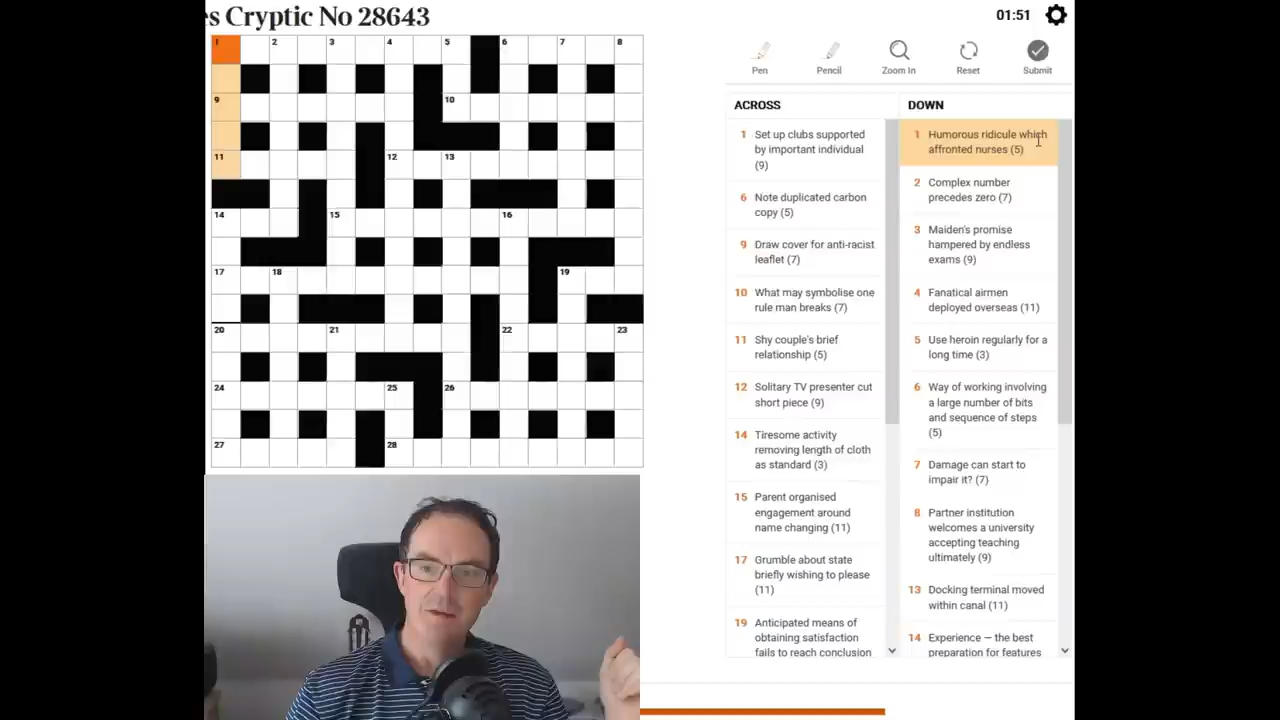 es Cryptic No 28643
01:51
1 2 3 4 5 6 7 8
9 10
11 12 13
14 15 16
17 18 19
20 21 22 23
24 25 26
27 28
Pen Pencil Zoom In Reset Submit
ACROSS
1 Set up clubs supported
by important individual
(9)
6 Note duplicated carbon
copy (5)
9 Draw cover for anti-racist
leaflet (7)
10 What may symbolise one
rule man breaks (7)
11 Shy couple's brief
relationship (5)
12 Solitary TV presenter cut
short piece (9)
14 Tiresome activity
removing length of cloth
as standard (3)
15 Parent organised
engagement around
name changing (11)
17 Grumble about state
briefly wishing to please
(11)
19 Anticipated means of
obtaining satisfaction
fails to reach conclusion
DOWN
1 Humorous ridicule which
affronted nurses (5)
2 Complex number
precedes zero (7)
3 Maiden's promise
hampered by endless
exams (9)
4 Fanatical airmen
deployed overseas (11)
5 Use heroin regularly for a
long time (3)
6 Way of working involving
a large number of bits
and sequence of steps
(5)
7 Damage can start to
impair it? (7)
8 Partner institution
welcomes a university
accepting teaching
ultimately (9)
13 Docking terminal moved
within canal (11)
14 Experience — the best
preparation for features